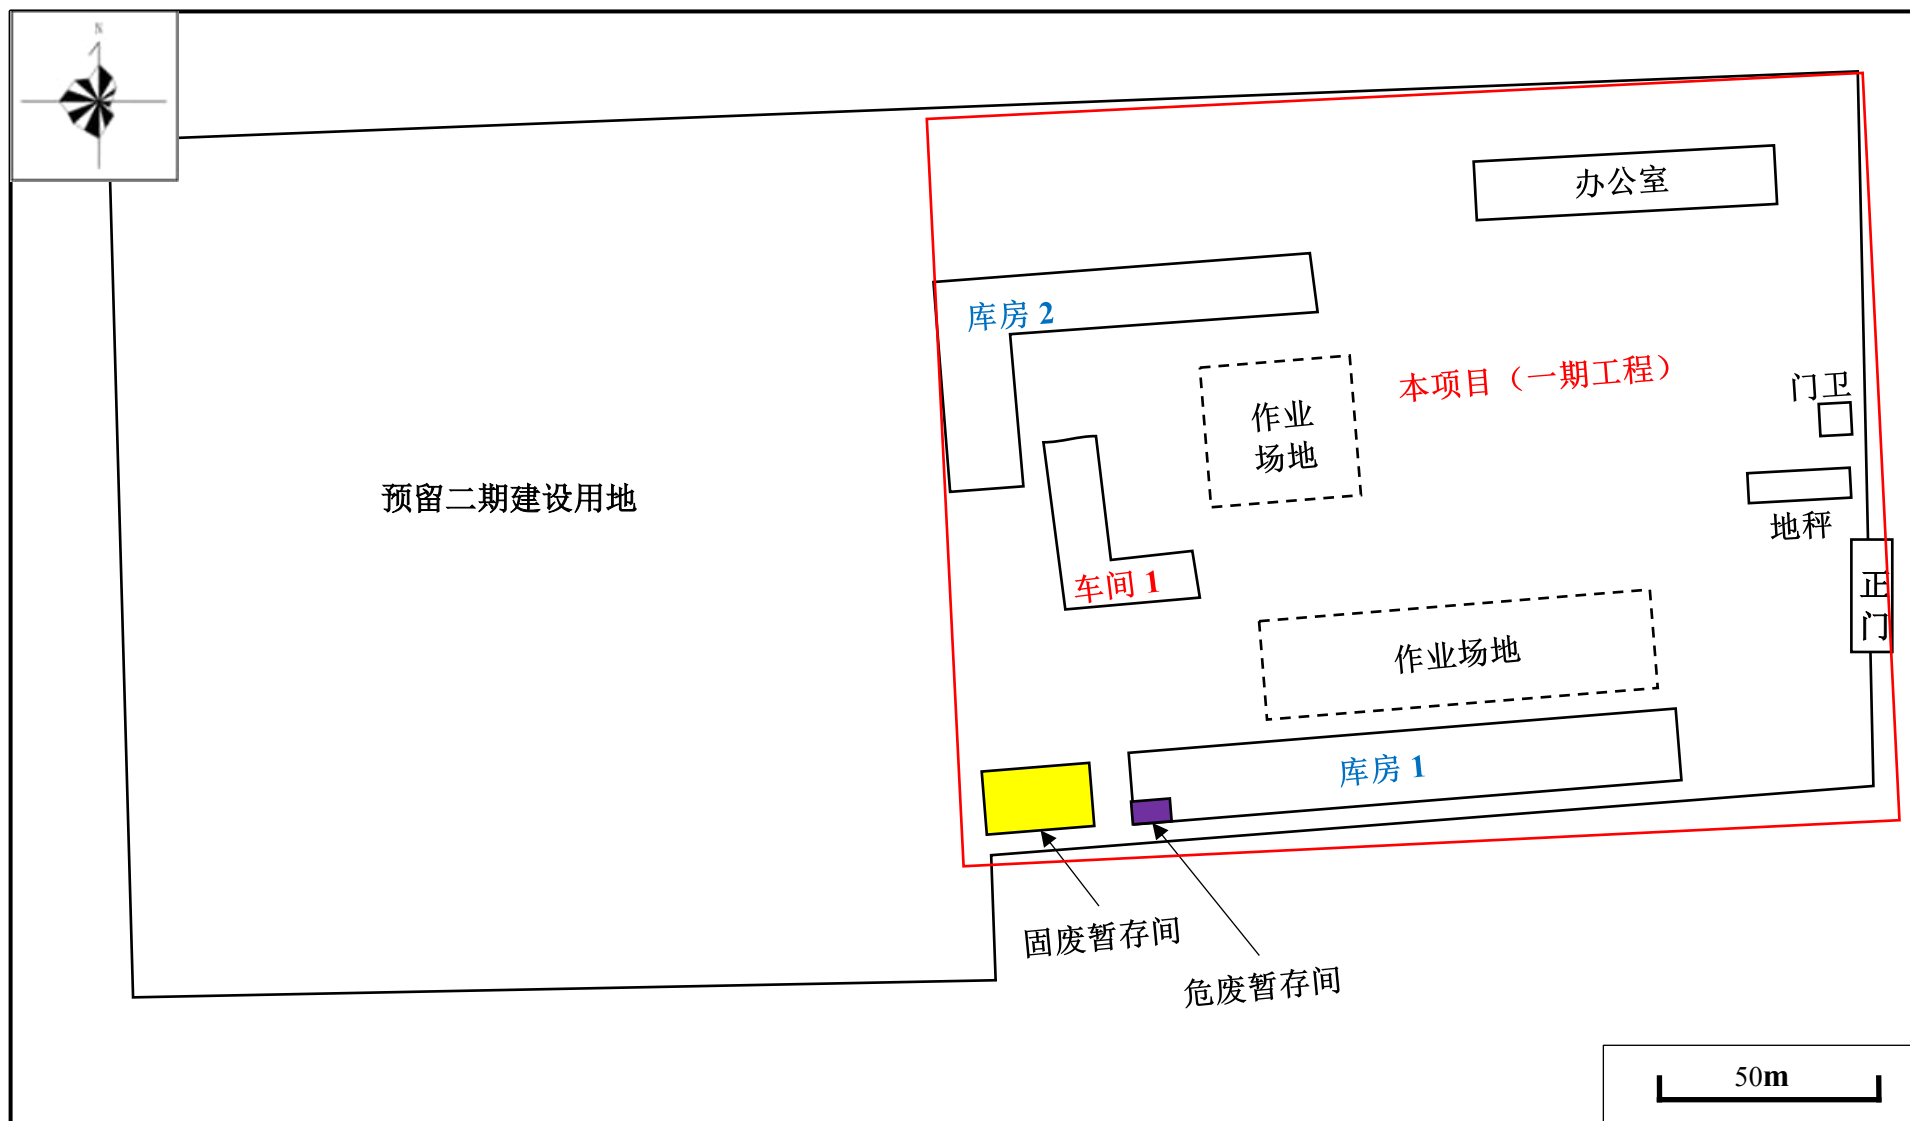 N
办公室
库房 2
本项目（一期工程）
门卫
作业
场地
预留二期建设用地
地秤
车间 1
正
门
作业场地
库房 1
固废暂存间
危废暂存间
50m